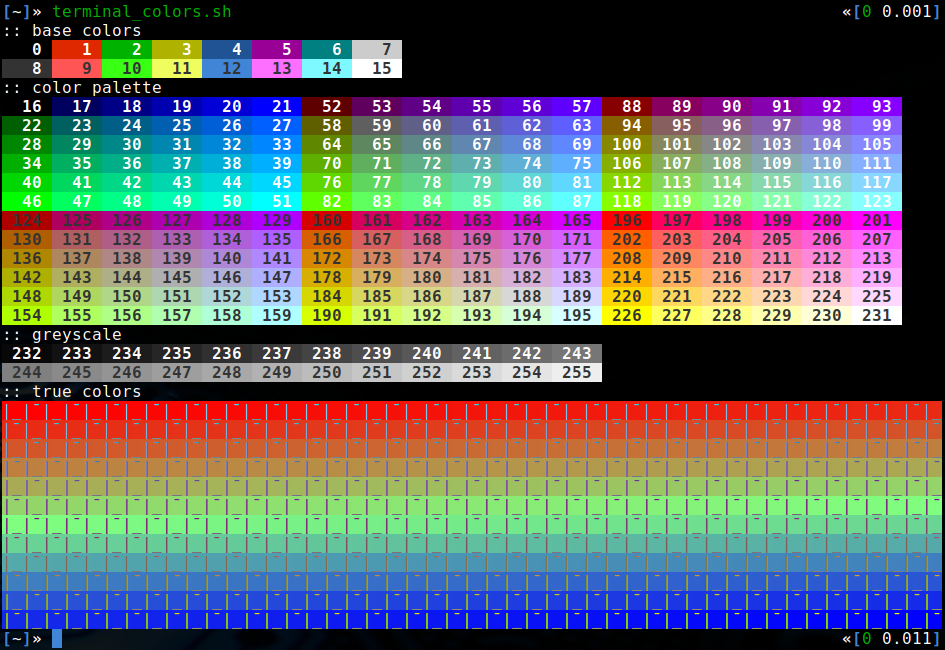 [~]» terminal_colors.sh «[0 0.001]
:: base colors
0 1 2 3 4 5 6 7
8 9 10 11 12 13 14 15
:: color palette
16 17 18 19 20 21 52 53 54 55 56 57 88 89 90 91 92 93
22 23 24 25 26 27 58 59 60 61 62 63 94 95 96 97 98 99
28 29 30 31 32 33 64 65 66 67 68 69 100 101 102 103 104 105
34 35 36 37 38 39 70 71 72 73 74 75 106 107 108 109 110 111
40 41 42 43 44 45 76 77 78 79 80 81 112 113 114 115 116 117
46 47 48 49 50 51 82 83 84 85 86 87 118 119 120 121 122 123
124 125 126 127 128 129 160 161 162 163 164 165 196 197 198 199 200 201
130 131 132 133 134 135 166 167 168 169 170 171 202 203 204 205 206 207
136 137 138 139 140 141 172 173 174 175 176 177 208 209 210 211 212 213
142 143 144 145 146 147 178 179 180 181 182 183 214 215 216 217 218 219
148 149 150 151 152 153 184 185 186 187 188 189 220 221 222 223 224 225
154 155 156 157 158 159 190 191 192 193 194 195 226 227 228 229 230 231
:: greyscale
232 233 234 235 236 237 238 239 240 241 242 243
244 245 246 247 248 249 250 251 252 253 254 255
:: true colors
[~]» «[0 0.011]